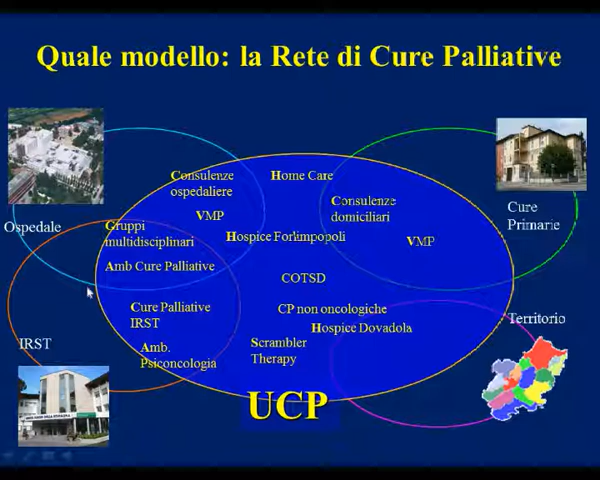 Quale modello: la Rete di Cure Palliative
Consulenze
ospedaliere
Home Care
Consulenze
domiciliari
VMP
Cure
Primarie
Ospedale
Gruppi
multidisciplinari
Hospice Forlimpopoli
VMP
Amb Cure Palliative
COTSD
Cure Palliative
IRST
CP non oncologiche
Hospice Dovadola
Territorio
IRST
Amb.
Psiconcologia
Scrambler
Therapy
UCP